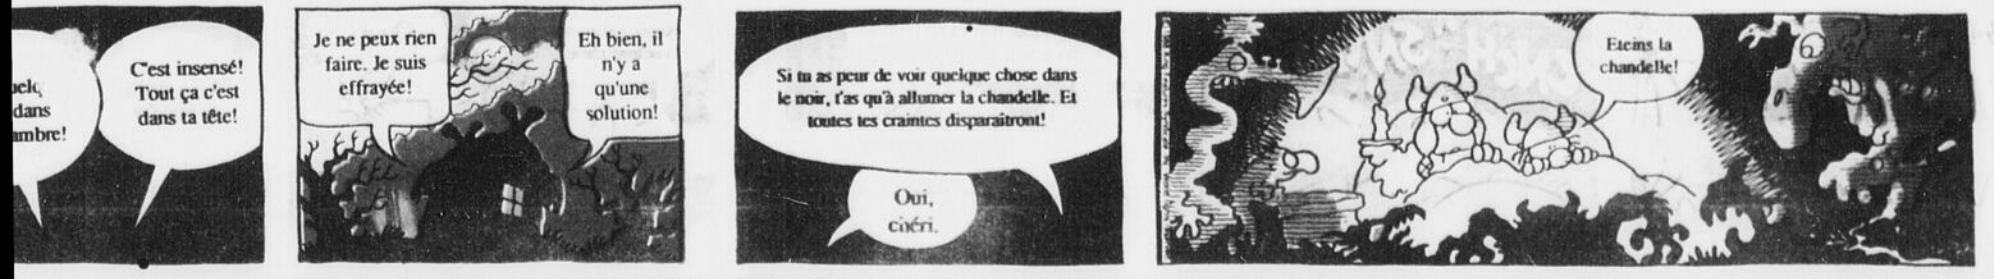 dans
C'est insensé!
Tout ça c'est
dans ta tête!
Je ne peux rien
faire. Je suis
effrayée!
Eh bien, il
n'y a
qu'une
solution!
Si tu as peur de voir quelque chose dans
le noir, t'as qu'à allumer la chandelle. Et
toutes tes craintes disparaîtront!
Oui,
chéri.
Eteins la
chandelle!